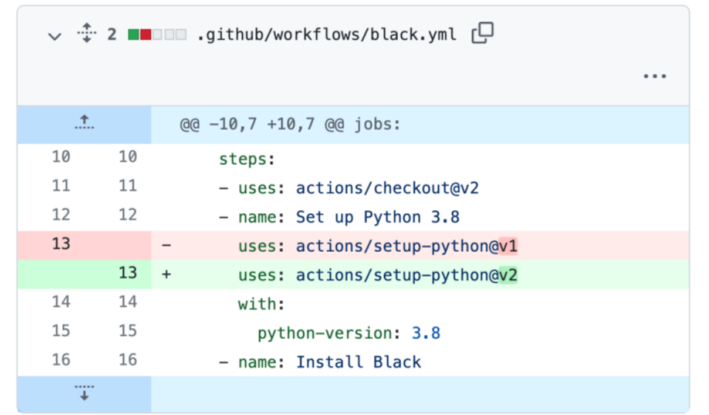 2 .github/workflows/black.yml
...
@@ -10,7 +10,7 @@ jobs:
10 10 steps:
11 11 - uses: actions/checkout@v2
12 12 - name: Set up Python 3.8
13 - uses: actions/setup-python@v1
13 + uses: actions/setup-python@v2
14 14 with:
15 15 python-version: 3.8
16 16 - name: Install Black